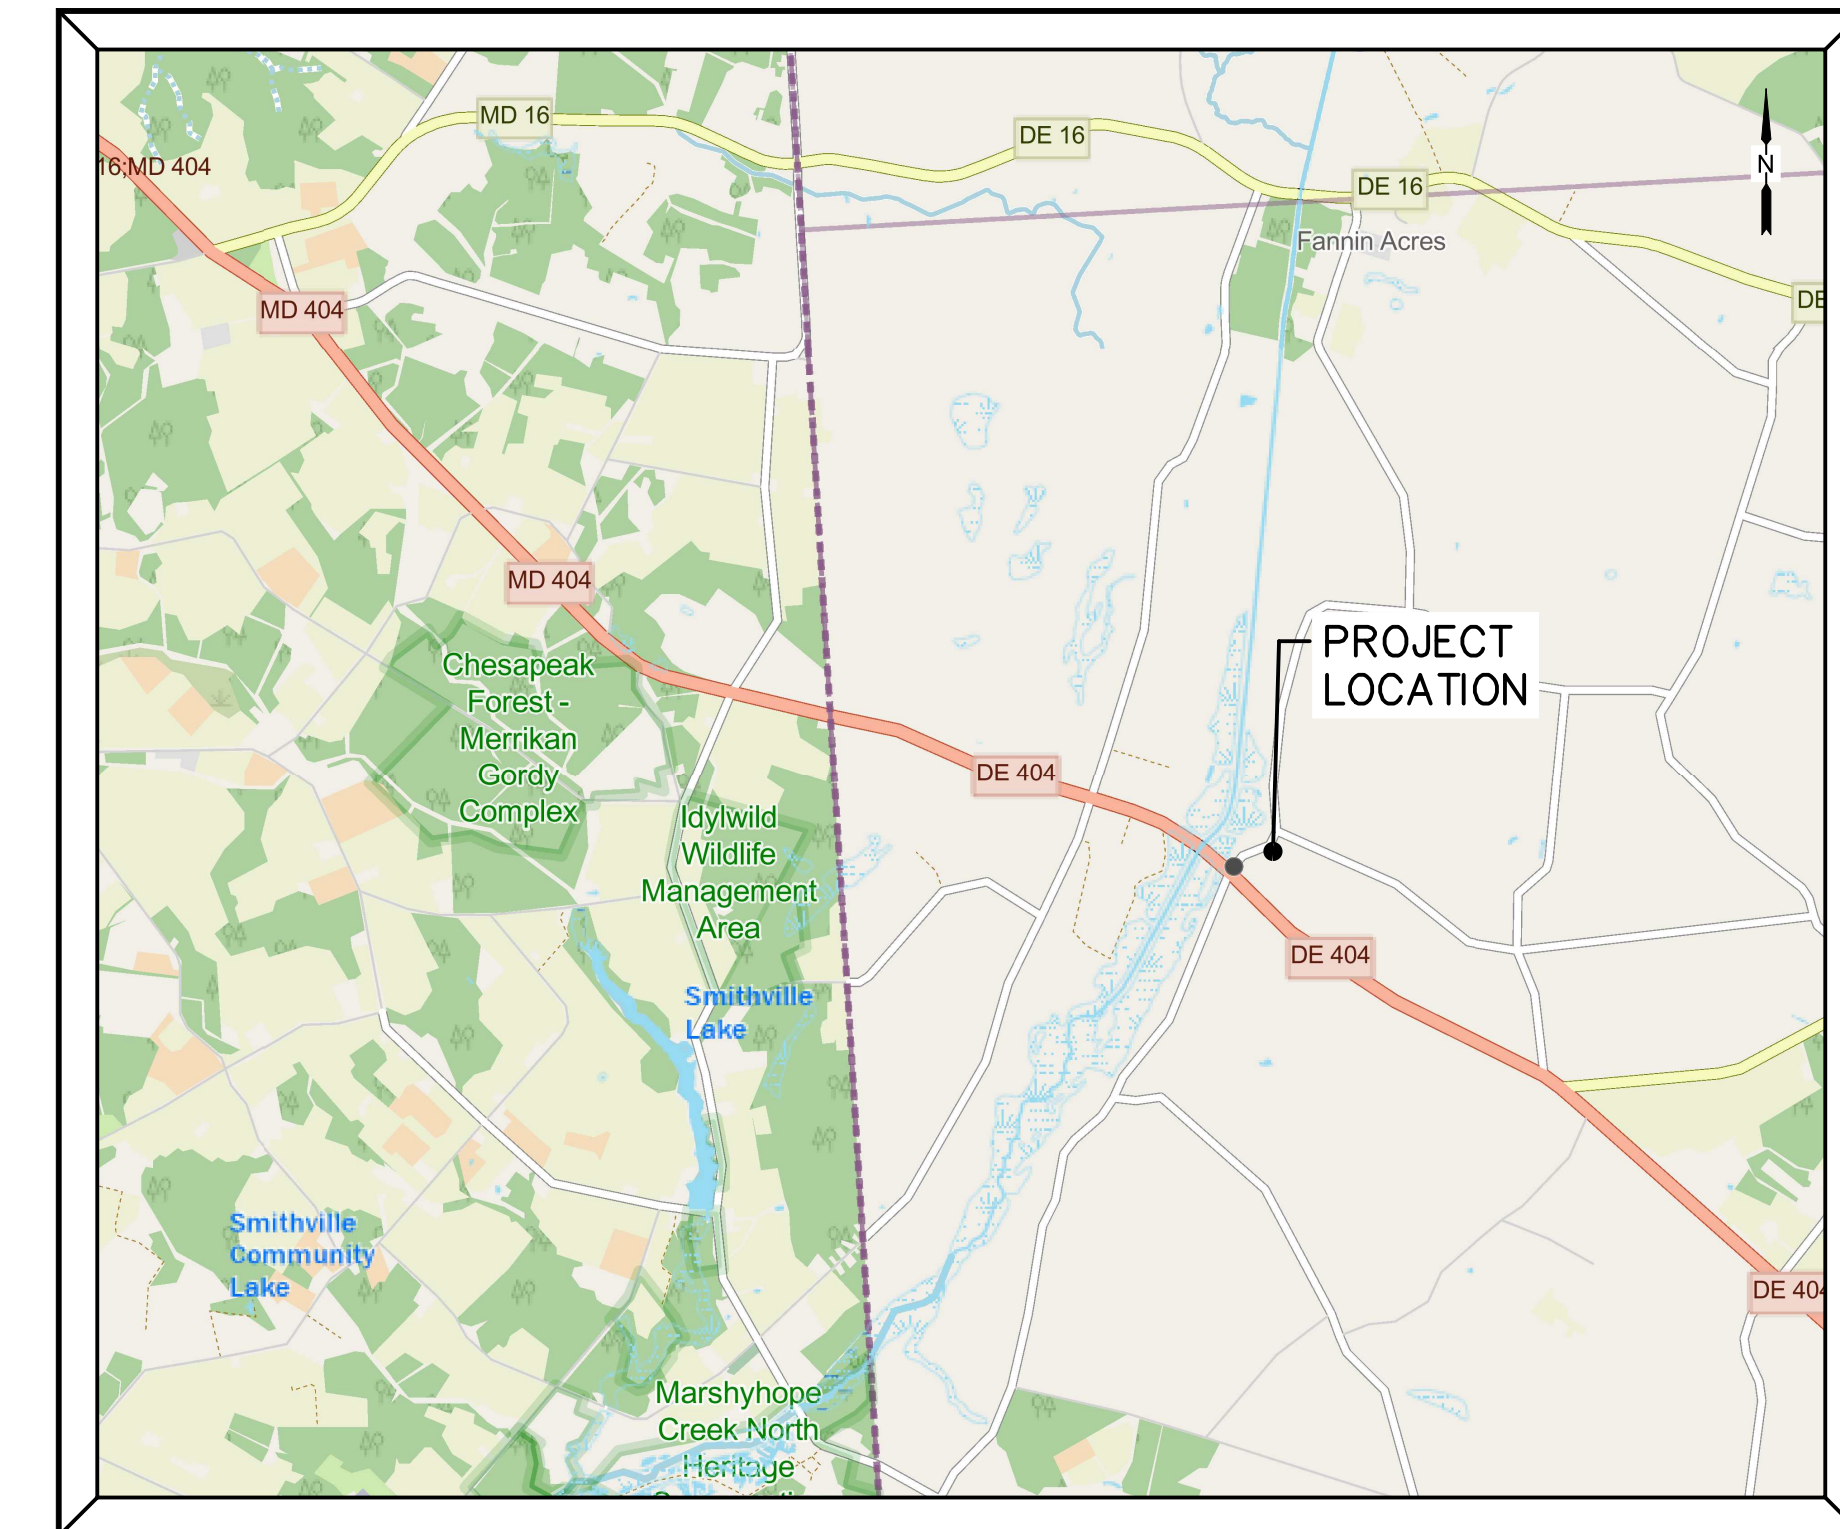 MD 16
DE 16
16;MD 404
N
DE 16
Fannin Acres
MD 404
DE
MD 404
PROJECT
LOCATION
Chesapeak
Forest -
Merrikan
Gordy
Complex
DE 404
Idylwild
Wildlife
Management
Area
DE 404
Smithville
Lake
Smithville
Community
Lake
DE 404
Marshyhope
Creek North
Heritage